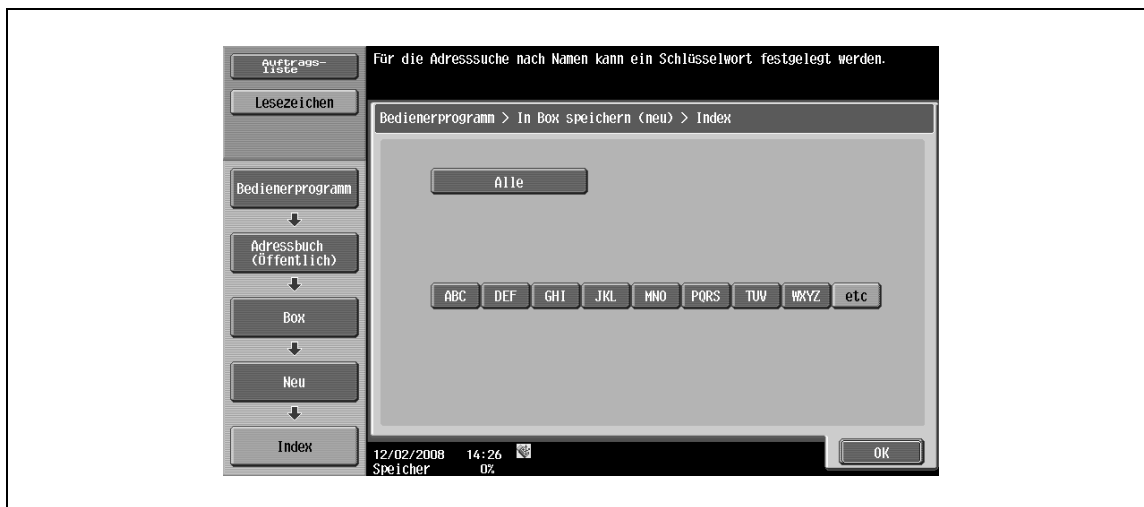 Auftrags-
liste
Lesezeichen
Für die Adresssuche nach Namen kann ein Schlüsselwort festgelegt werden.
Bedienerprogramm > In Box speichern (neu) > Index
Bedienerprogramm
Adressbuch
(Öffentlich)
Box
Neu
Index
Alle
ABC DEF GHI JKL MNO PQRS TUV WXYZ etc
12/02/2008 14:26
Speicher 0%
OK